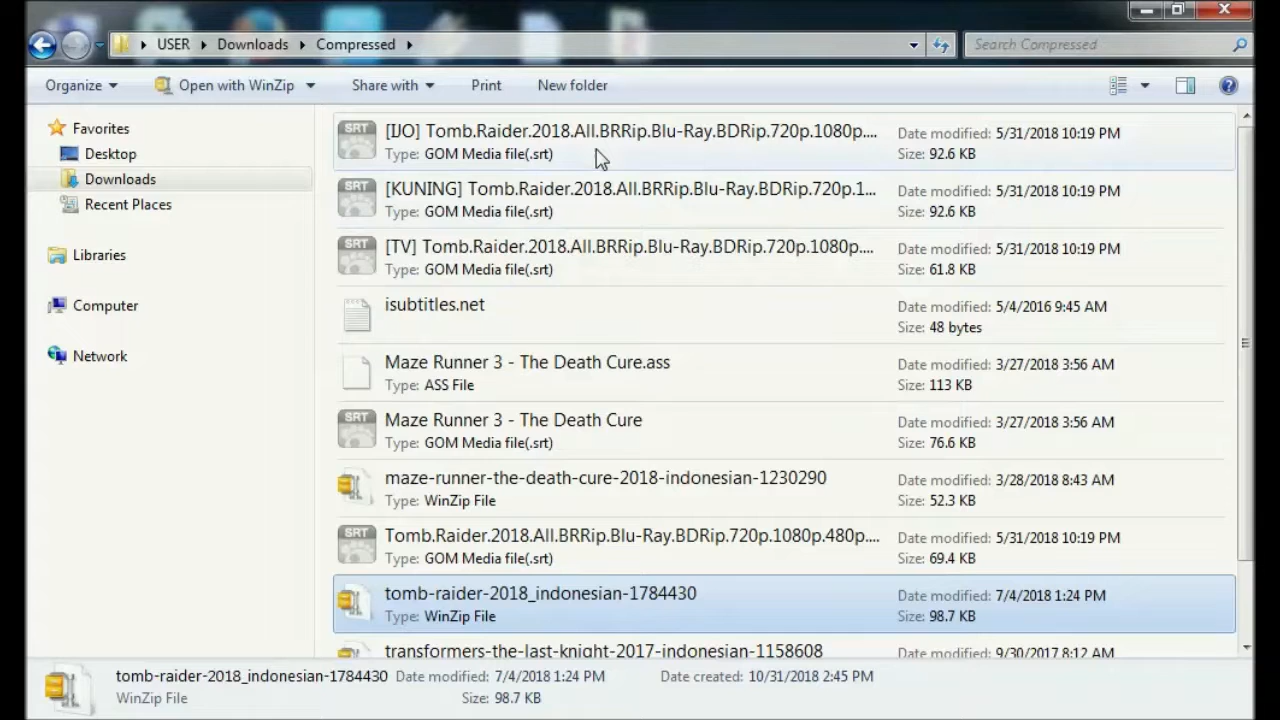 USER
Downloads
Compressed
Search Compressed
Organize
Open with WinZip
Share with
Print
New folder
Favorites
Desktop
Downloads
Recent Places
Libraries
Computer
Network
SRT
[IJO] Tomb.Raider.2018.All.BRRip.Blu-Ray.BDRip.720p.1080p....
Date modified: 5/31/2018 10:19 PM
Type: GOM Media file(.srt)
Size: 92.6 KB
SRT
[KUNING] Tomb.Raider.2018.All.BRRip.Blu-Ray.BDRip.720p.1...
Date modified: 5/31/2018 10:19 PM
Type: GOM Media file(.srt)
Size: 92.6 KB
SRT
[TV] Tomb.Raider.2018.All.BRRip.Blu-Ray.BDRip.720p.1080p....
Date modified: 5/31/2018 10:19 PM
Type: GOM Media file(.srt)
Size: 61.8 KB
isubtitles.net
Date modified: 5/4/2016 9:45 AM
Size: 48 bytes
Maze Runner 3 - The Death Cure.ass
Date modified: 3/27/2018 3:56 AM
Type: ASS File
Size: 113 KB
SRT
Maze Runner 3 - The Death Cure
Date modified: 3/27/2018 3:56 AM
Type: GOM Media file(.srt)
Size: 76.6 KB
maze-runner-the-death-cure-2018-indonesian-1230290
Date modified: 3/28/2018 8:43 AM
Type: WinZip File
Size: 52.3 KB
SRT
Tomb.Raider.2018.All.BRRip.Blu-Ray.BDRip.720p.1080p.480p....
Date modified: 5/31/2018 10:19 PM
Type: GOM Media file(.srt)
Size: 69.4 KB
tomb-raider-2018_indonesian-1784430
Date modified: 7/4/2018 1:24 PM
Type: WinZip File
Size: 98.7 KB
transformers-the-last-knight-2017-indonesian-1158608
Date modified: 9/30/2017 8:12 AM
tomb-raider-2018_indonesian-1784430 Date modified: 7/4/2018 1:24 PM Date created: 10/31/2018 2:45 PM
WinZip File Size: 98.7 KB